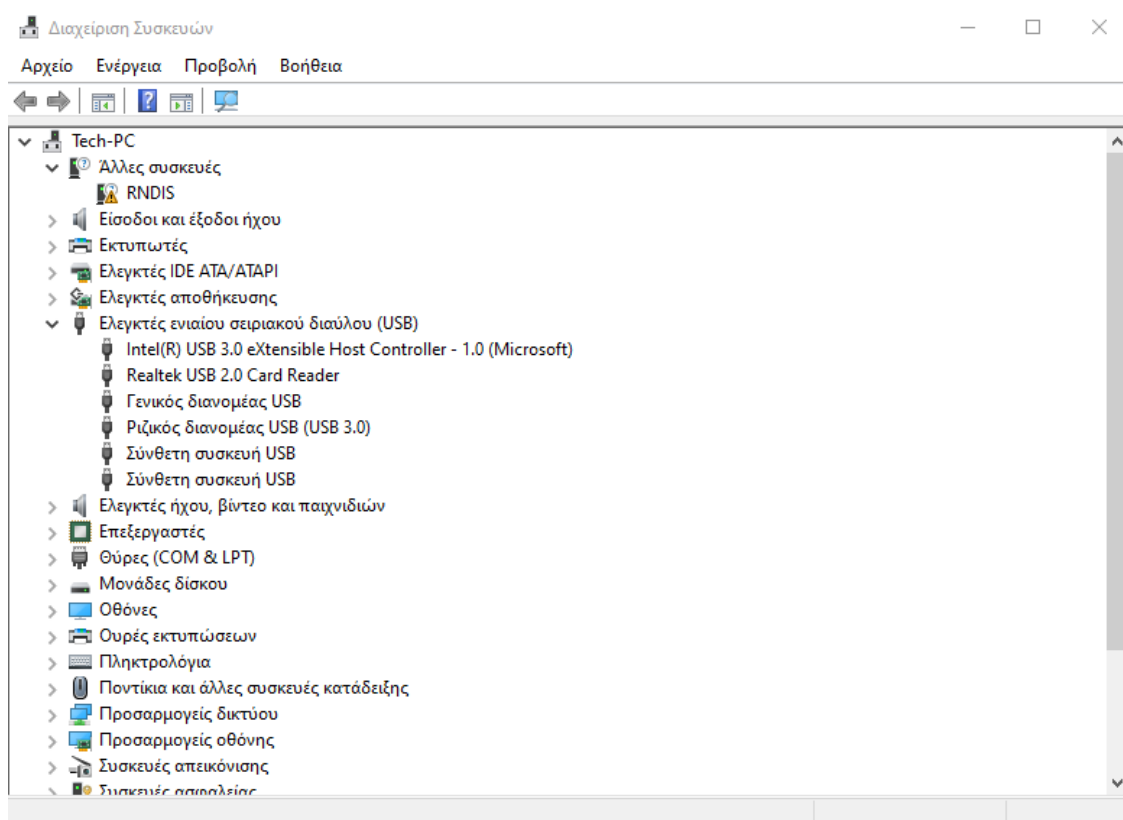 Διαχείριση Συσκευών
Αρχείο Ενέργεια Προβολή Βοήθεια
Tech-PC
Άλλες συσκευές
RNDIS
Είσοδοι και έξοδοι ήχου
Εκτυπωτές
Ελεγκτές IDE ATA/ATAPI
Ελεγκτές αποθήκευσης
Ελεγκτές ενιαίου σειριακού διαύλου (USB)
Intel(R) USB 3.0 eXtensible Host Controller - 1.0 (Microsoft)
Realtek USB 2.0 Card Reader
Γενικός διανομέας USB
Ριζικός διανομέας USB (USB 3.0)
Σύνθετη συσκευή USB
Σύνθετη συσκευή USB
Ελεγκτές ήχου, βίντεο και παιχνιδιών
Επεξεργαστές
Θύρες (COM & LPT)
Μονάδες δίσκου
Οθόνες
Ουρές εκτυπώσεων
Πληκτρολόγια
Ποντίκια και άλλες συσκευές κατάδειξης
Προσαρμογείς δικτύου
Προσαρμογείς οθόνης
Συσκευές απεικόνισης
Συσκευές ασφαλείας